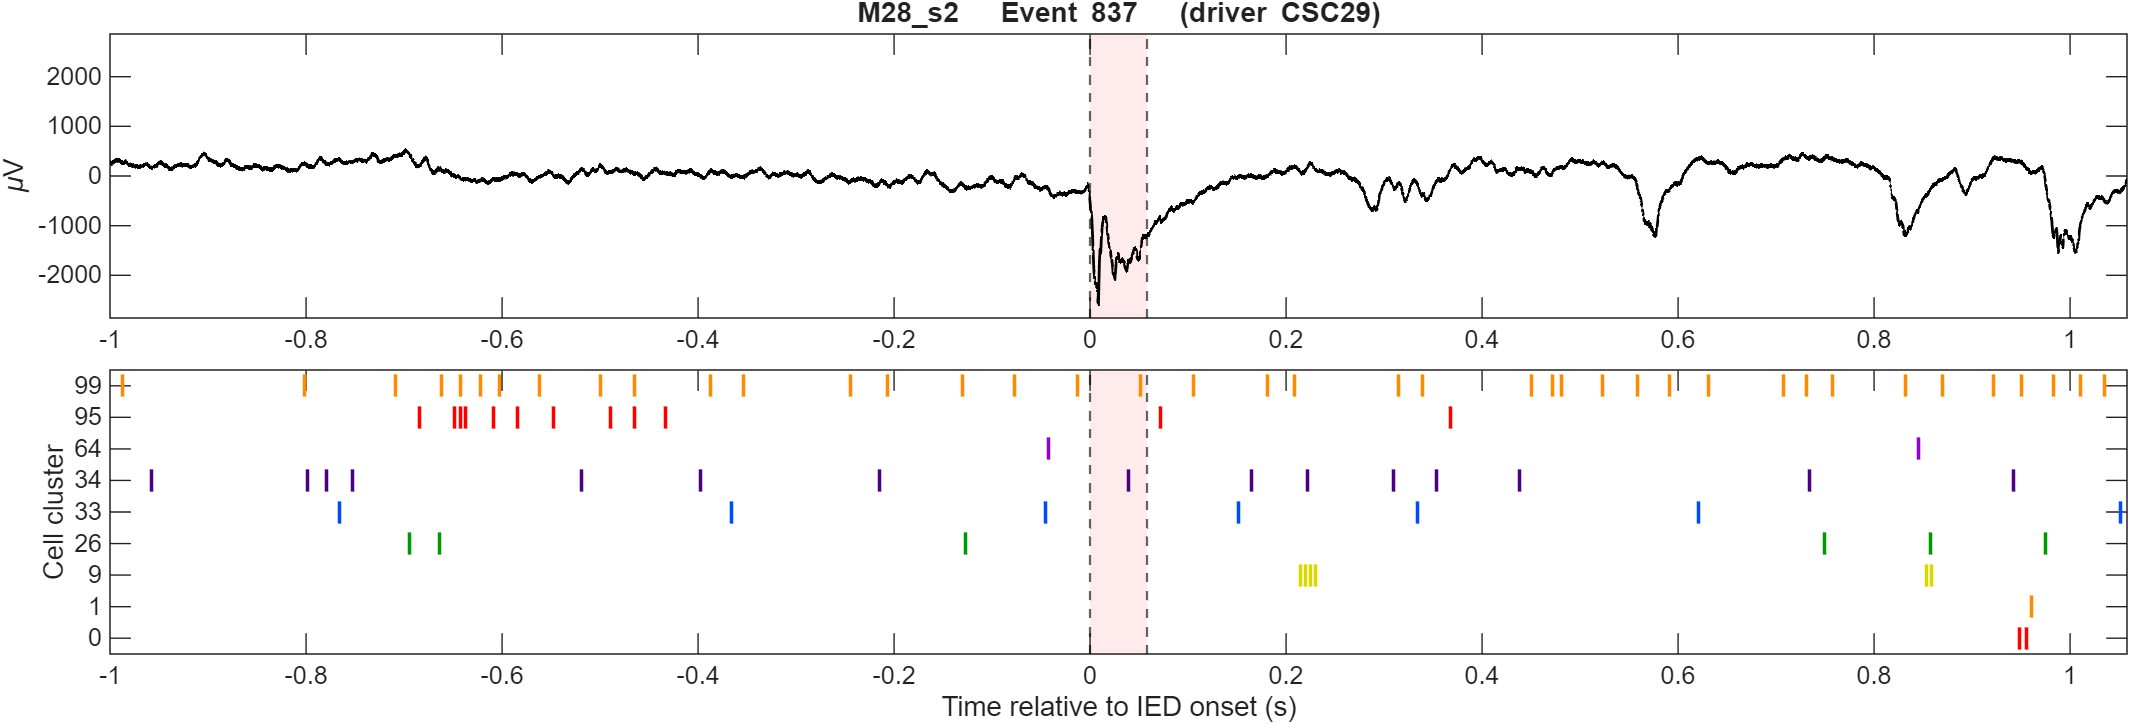 M28_s2 Event 837 (driver CSC29)
2000
1000
0
-1000
-2000
µV
-1 -0.8 -0.6 -0.4 -0.2 0 0.2 0.4 0.6 0.8 1
99
95
64
34
33
26
9
1
0
Cell cluster
-1 -0.8 -0.6 -0.4 -0.2 0 0.2 0.4 0.6 0.8 1
Time relative to IED onset (s)